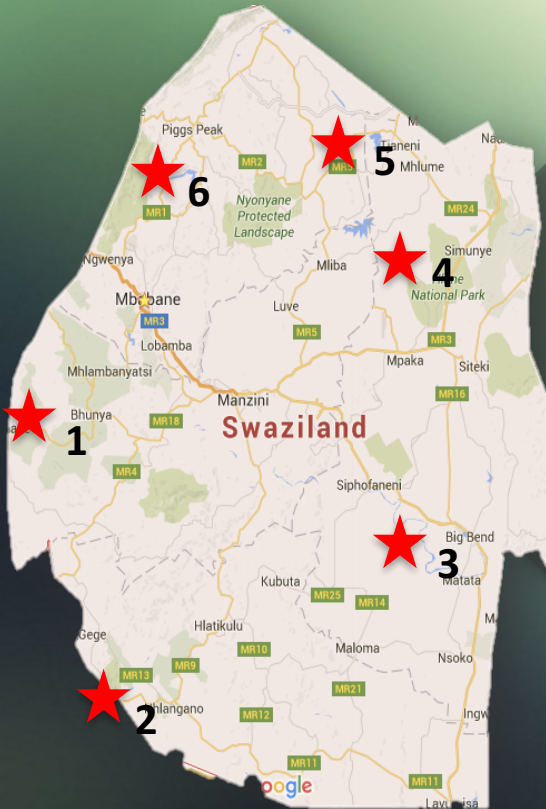 Piggs Peak
5
Tjaneni
MR5
Mhlume
MR2
6
Nyonyane
Protected
Landscape
MR1
MR24
Simunye
Ngwenya
Mliba
4
National Park
Mbabane
Luve
MR3
MR5
MR3
Lobamba
Mpaka
Siteki
Mhlambanyatsi
MR16
Manzini
Bhunya
MR18
Swaziland
1
MR4
Siphofaneni
Big Bend
3
Kubuta
Matata
MR25
MR14
Hlatikulu
Gege
MR10
Maloma
MR9
Nsoko
MR13
MR21
2
MR12
MR11
MR11